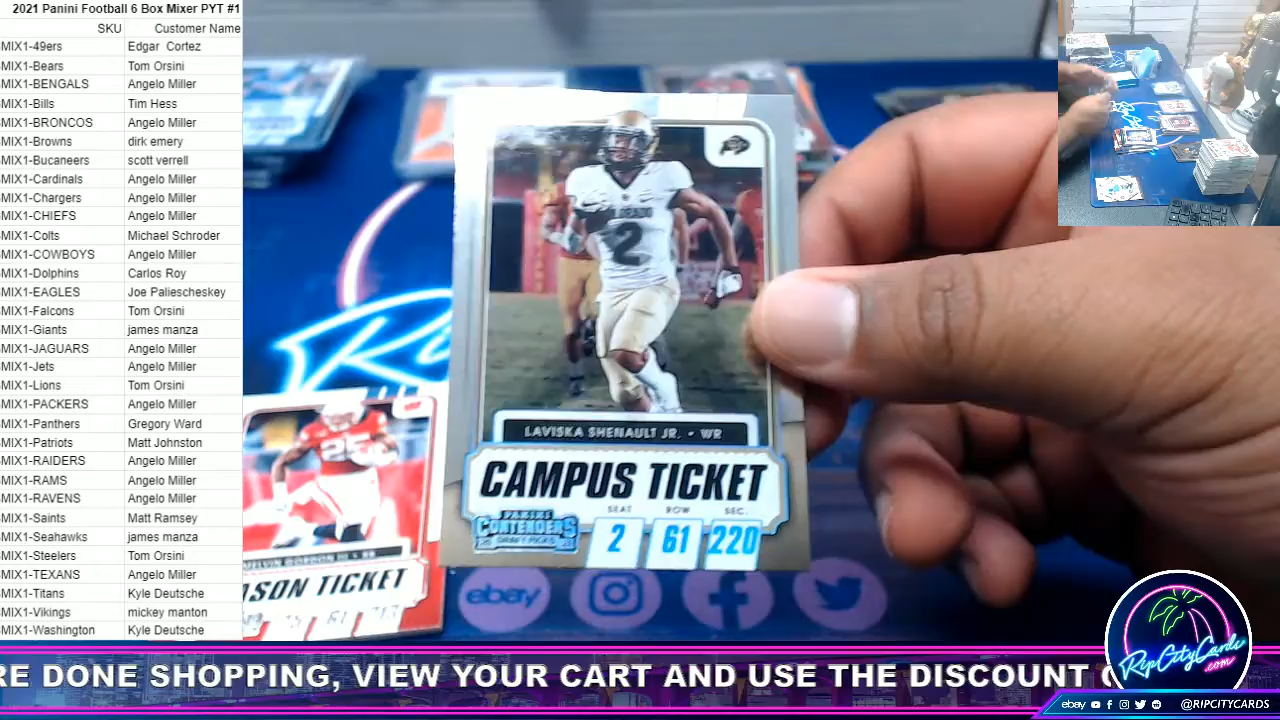 2021 Panini Football 6 Box Mixer PYT #1
SKU Customer Name
MIX1-49ers Edgar Cortez
MIX1-Bears Tom Orsini
MIX1-BENGALS Angelo Miller
MIX1-Bills Tim Hess
MIX1-BRONCOS Angelo Miller
MIX1-Browns dirk emery
MIX1-Bucaneers scott verrell
MIX1-Cardinals Angelo Miller
MIX1-Chargers Angelo Miller
MIX1-CHIEFS Angelo Miller
MIX1-Colts Michael Schroder
MIX1-COWBOYS Angelo Miller
MIX1-Dolphins Carlos Roy
MIX1-EAGLES Joe Paliescheskey
MIX1-Falcons Tom Orsini
MIX1-Giants james manza
MIX1-JAGUARS Angelo Miller
MIX1-Jets Angelo Miller
MIX1-Lions Tom Orsini
MIX1-PACKERS Angelo Miller
MIX1-Panthers Gregory Ward
MIX1-Patriots Matt Johnston
MIX1-RAIDERS Angelo Miller
MIX1-RAMS Angelo Miller
MIX1-RAVENS Angelo Miller
MIX1-Saints Matt Ramsey
MIX1-Seahawks james manza
MIX1-Steelers Tom Orsini
MIX1-TEXANS Angelo Miller
MIX1-Titans Kyle Deutsche
MIX1-Vikings mickey manton
MIX1-Washington Kyle Deutsche
2
LAVISKA SHENAULT JR. • WR
CAMPUS TICKET
PANINI
CONTENDERS
DRAFT PICKS
SEAT ROW SEC.
2 61 220
25
SON TICKET
ebay
RE DONE SHOPPING, VIEW YOUR CART AND USE THE DISCOUNT
RipCityCards
.com
ebay @RIPCITYCARDS